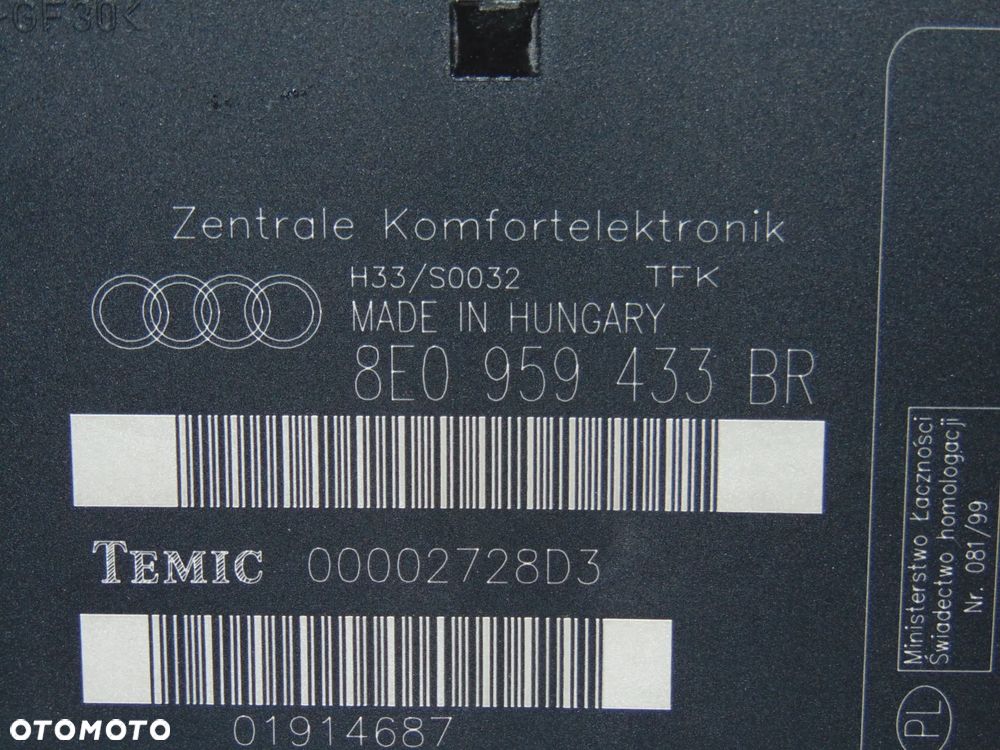 -GF30<
Zentrale Komfortelektronik
H33/S0032 TFK
MADE IN HUNGARY
8E0 959 433 BR
TEMIC 00002728D3
01914687
Ministerstwo Łączności
Świadectwo homologacji
Nr. 081/99
PL
OTOMOTO